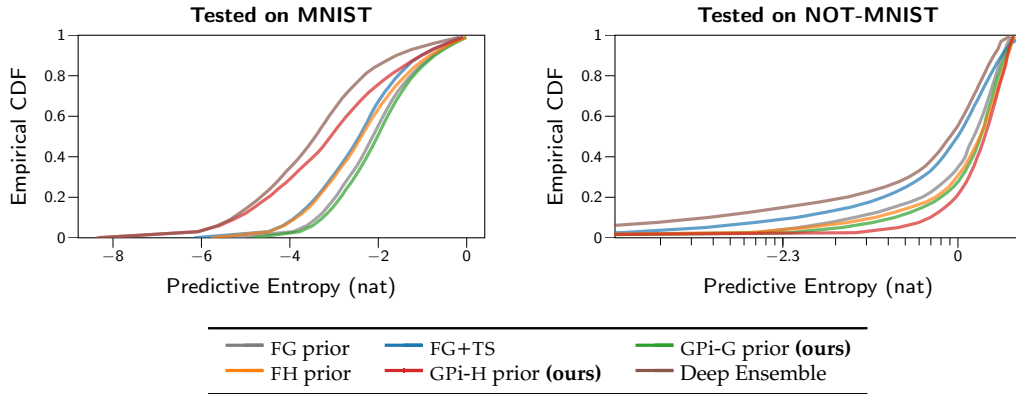 Tested on MNIST
Tested on NOT-MNIST
Empirical CDF
1
0.8
0.6
0.4
0.2
0
−8
−6
−4
−2
0
Predictive Entropy (nat)
Empirical CDF
1
0.8
0.6
0.4
0.2
0
−2.3
0
Predictive Entropy (nat)
FG prior
FG+TS
GPi-G prior (ours)
FH prior
GPi-H prior (ours)
Deep Ensemble